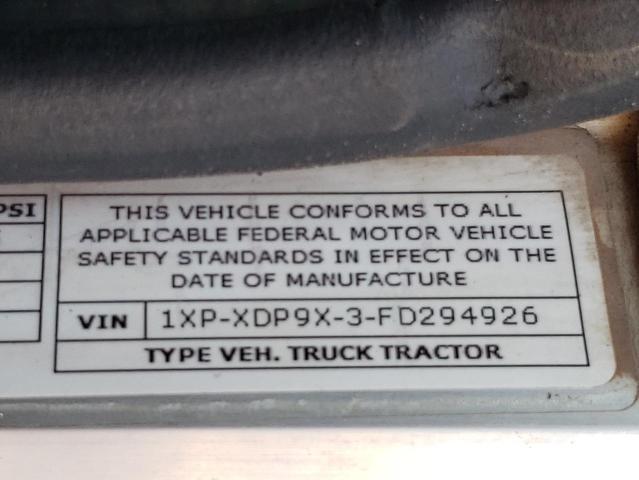 PSI
THIS VEHICLE CONFORMS TO ALL
APPLICABLE FEDERAL MOTOR VEHICLE
SAFETY STANDARDS IN EFFECT ON THE
DATE OF MANUFACTURE
VIN 1XP-XDP9X-3-FD294926
TYPE VEH. TRUCK TRACTOR